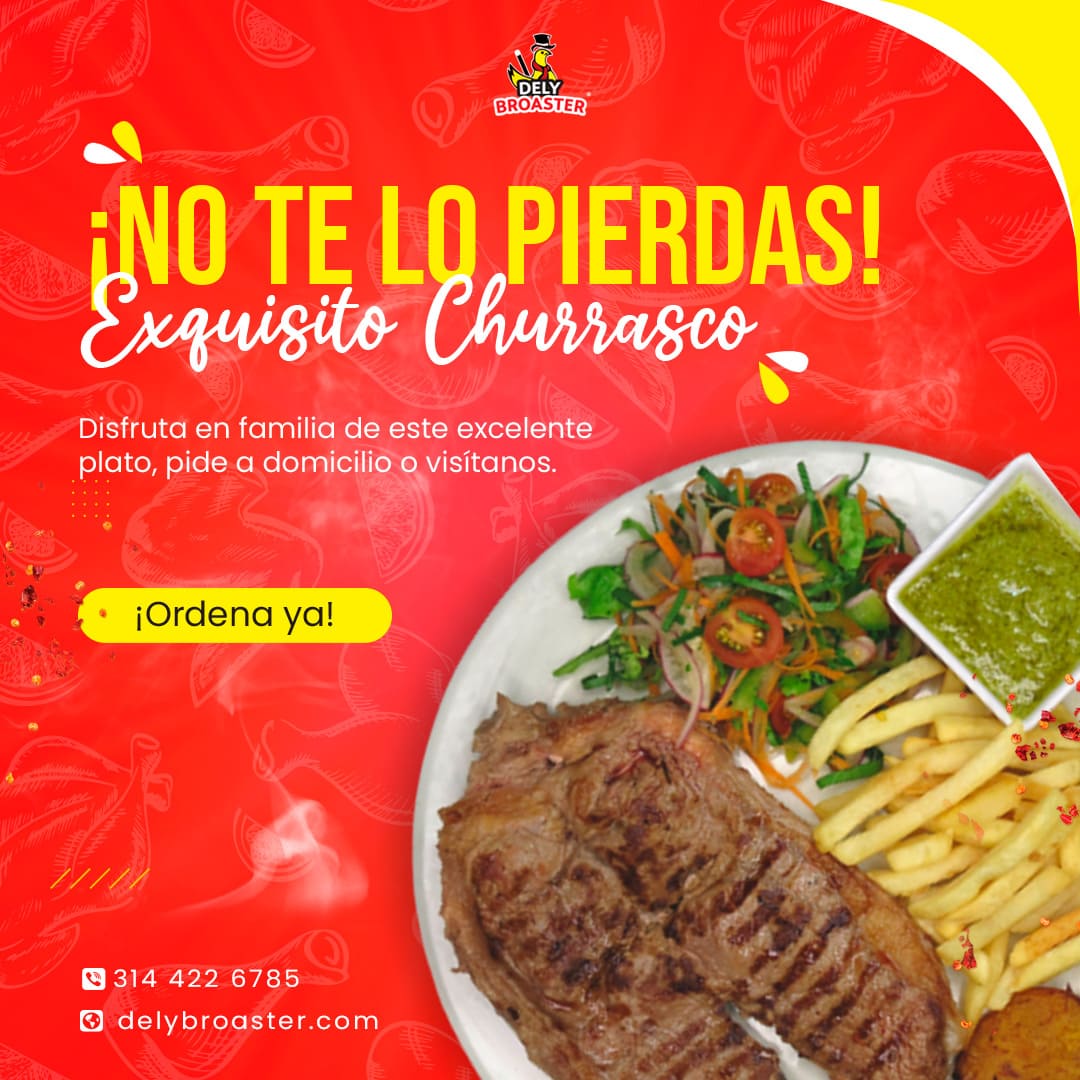 DELY
BROASTER
¡NO TE LO PIERDAS!
Exquisito Churrasco
Disfruta en familia de este excelente
plato, pide a domicilio o visítanos.
¡Ordena ya!
314 422 6785
delybroaster.com